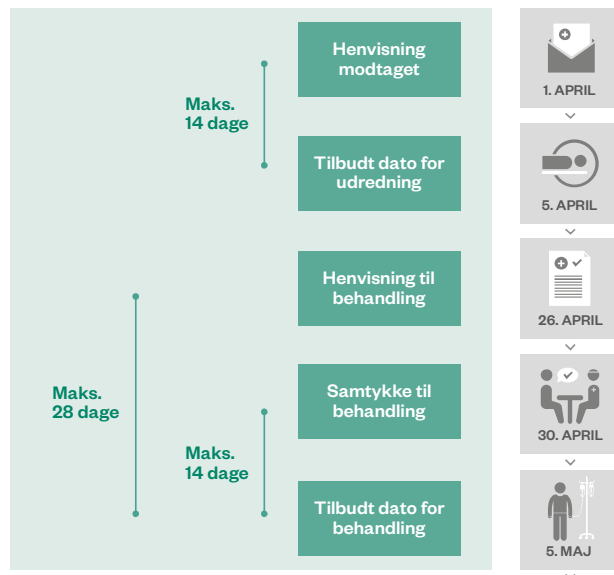 Henvisning
modtaget
1. APRIL
Maks.
14 dage
Tilbudt dato for
udredning
5. APRIL
Henvisning til
behandling
26. APRIL
Maks.
28 dage
Samtykke til
behandling
30. APRIL
Maks.
14 dage
Tilbudt dato for
behandling
5. MAJ